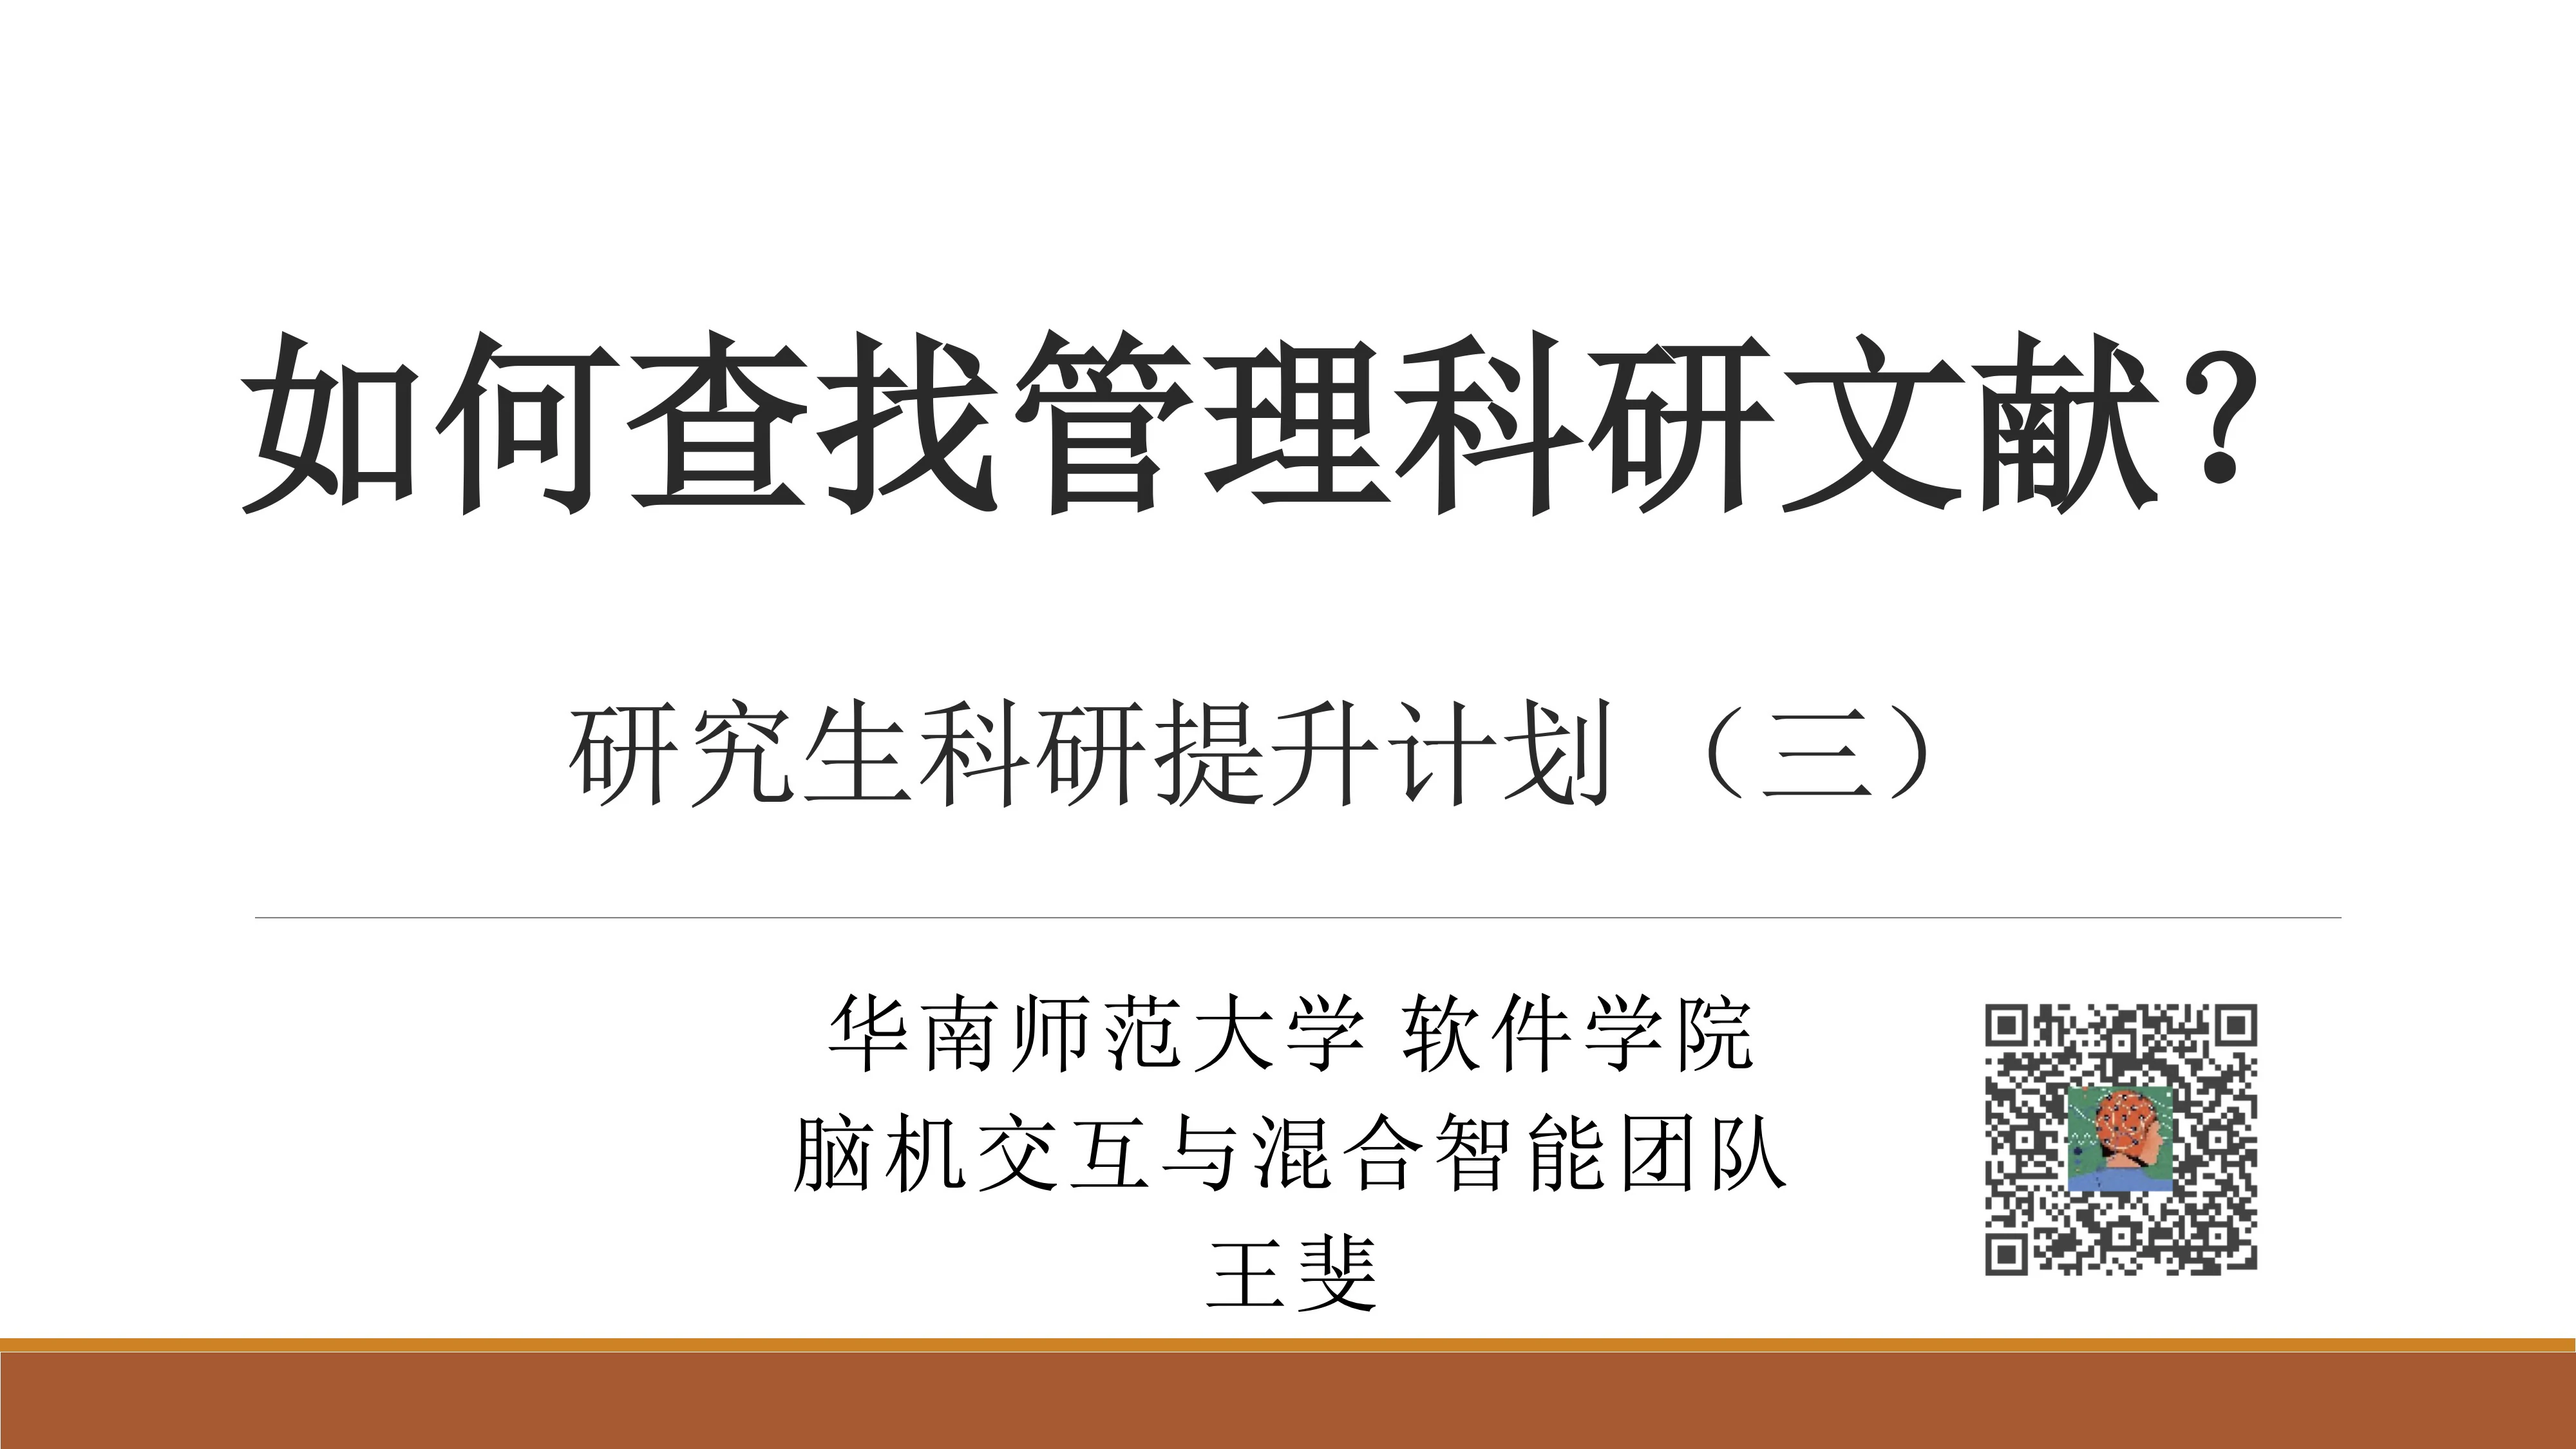 如何查找管理科研文献？
研究生科研提升计划 （三）
华南师范大学 软件学院
脑机交互与混合智能团队
王斐